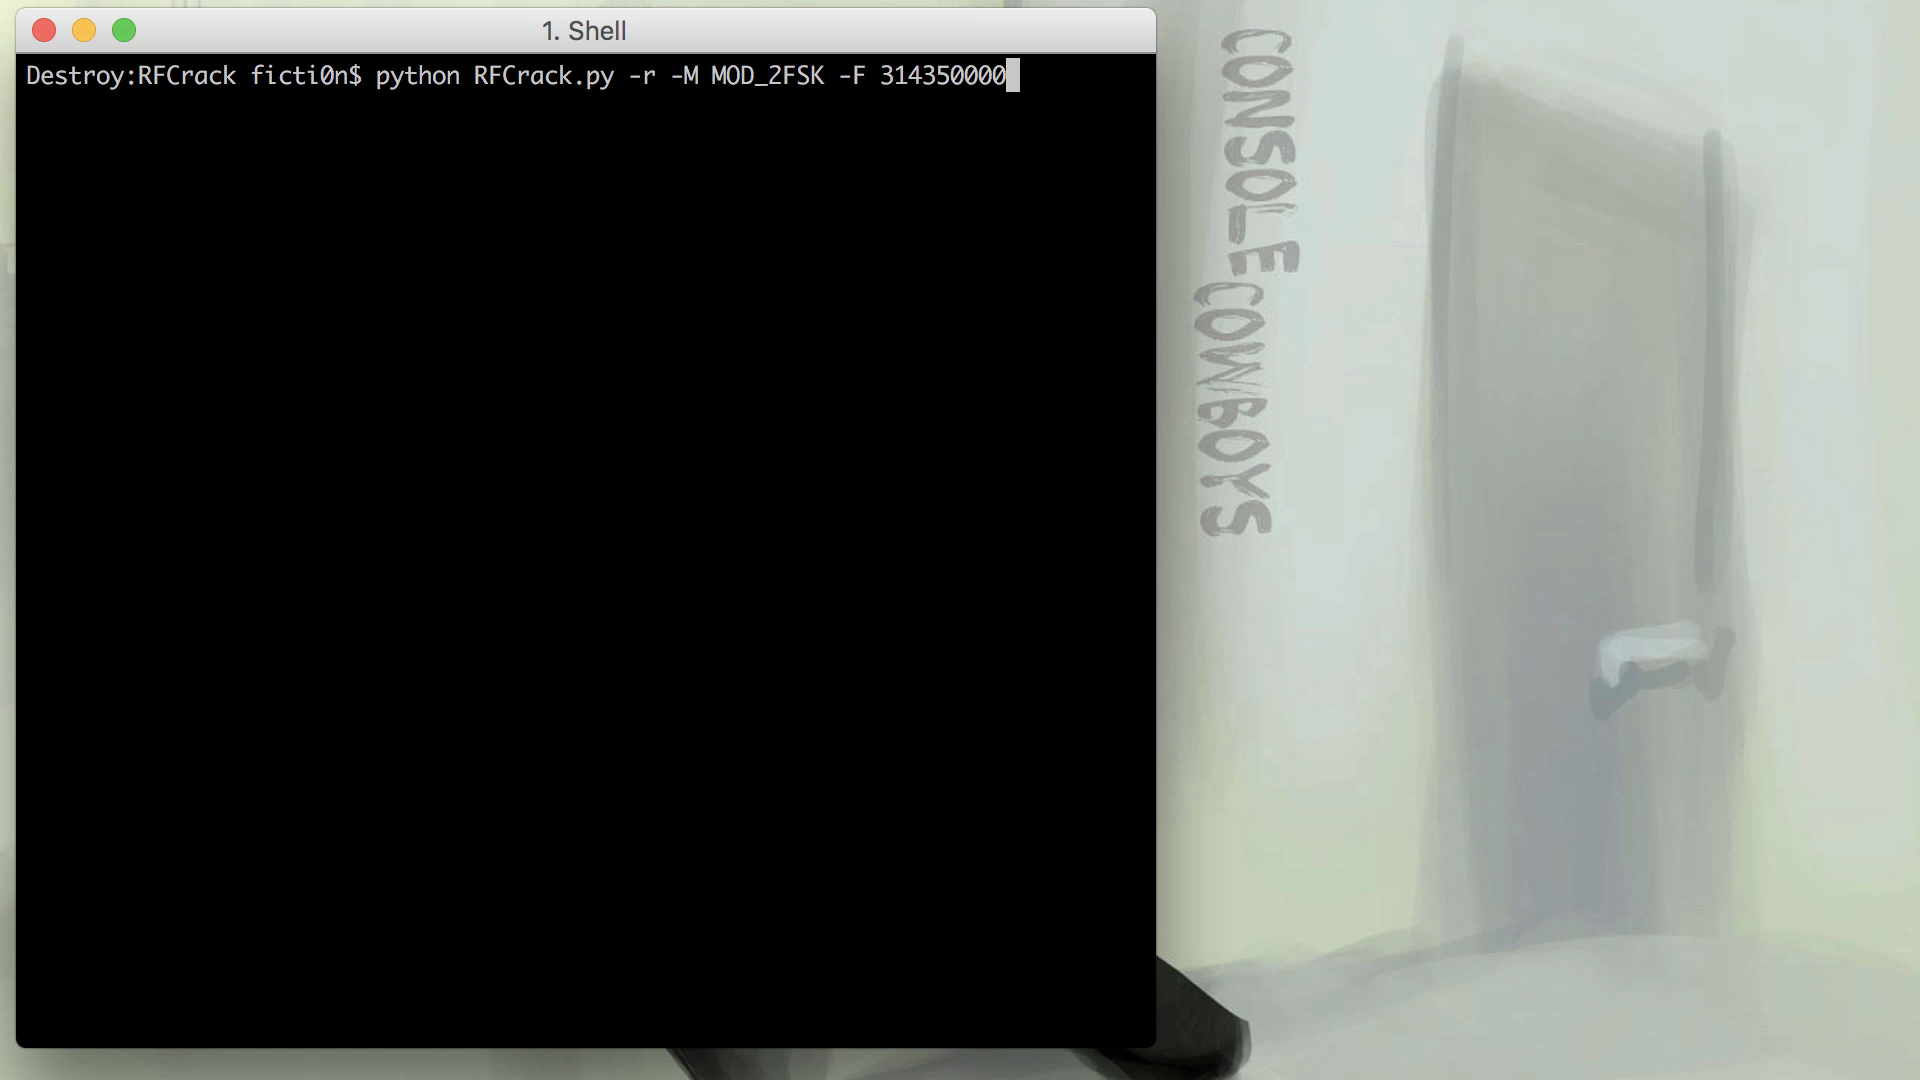 1. Shell
Destroy:RFCrack ficti0n$ python RFCrack.py -r -M MOD_2FSK -F 314350000
CONSOLE
COWBOYS